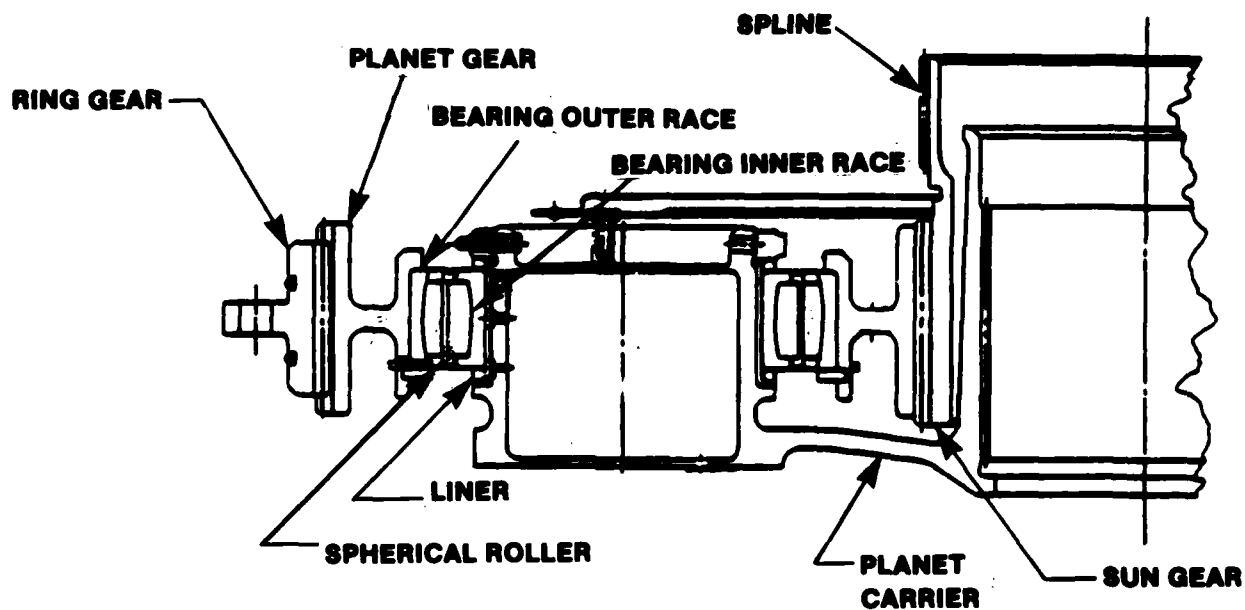 SPLINE
PLANET GEAR
RING GEAR
BEARING OUTER RACE
BEARING INNER RACE
LINER
SPHERICAL ROLLER
PLANET
CARRIER
SUN GEAR